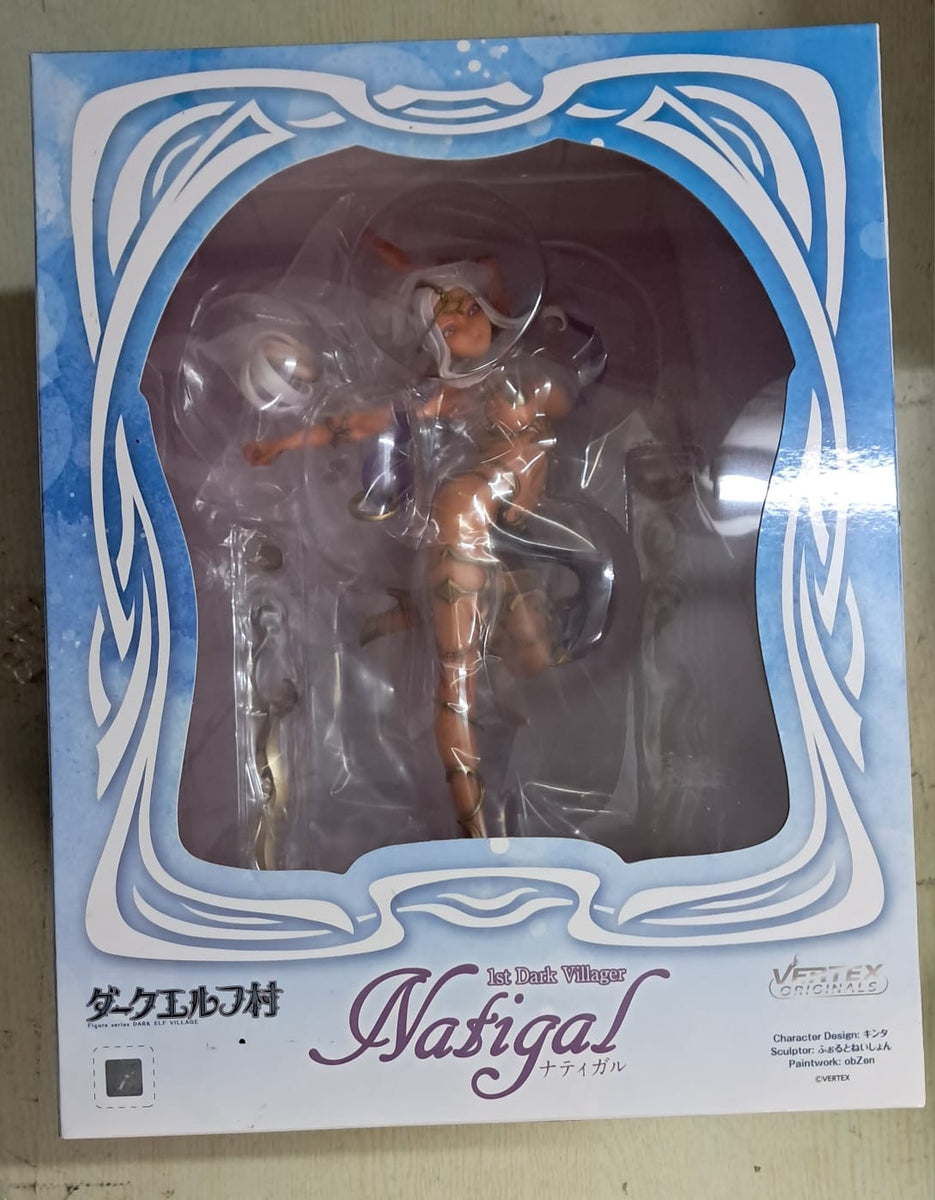 1st Dark Villager
Natigal
ナティガル
ダークエルフ村
Figure series DARK ELF VILLAGE
VERTEX
ORIGINALS
Character Design: キンタ
Sculptor: ふぉるとねいしょん
Paintwork: obZen
©VERTEX